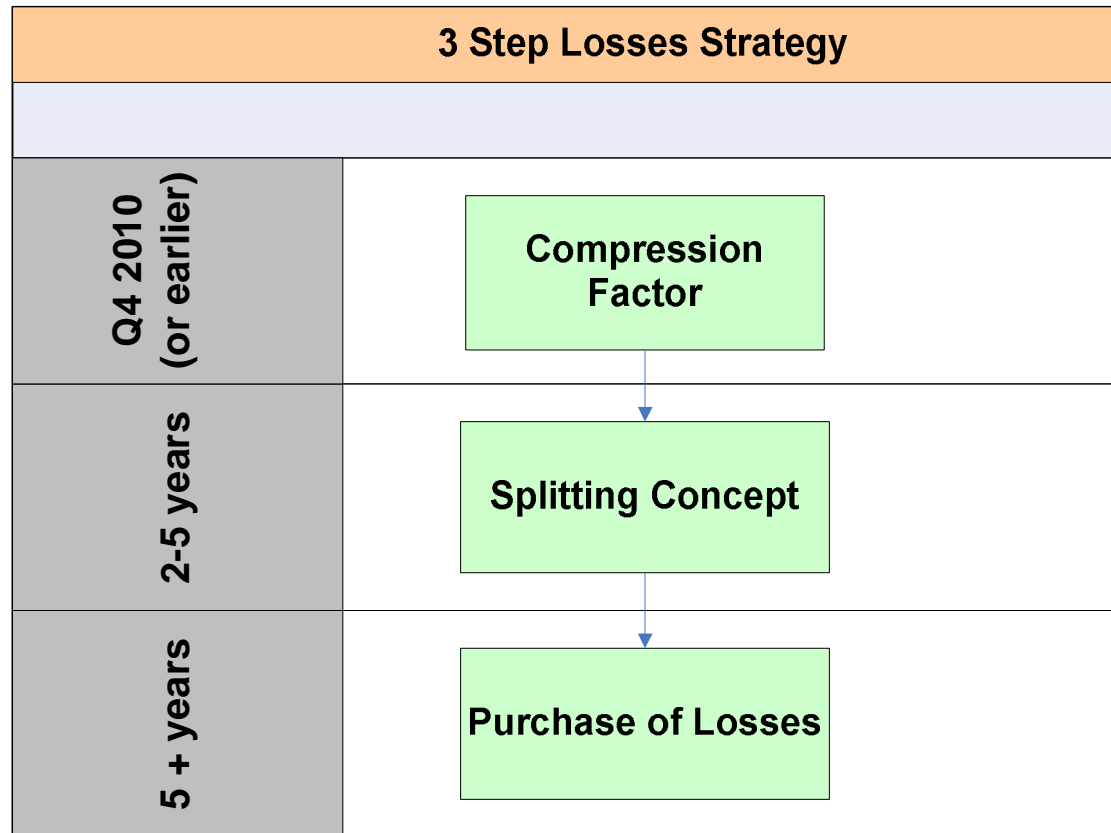 3 Step Losses Strategy
Q4 2010
(or earlier)
Compression
Factor
2-5 years
Splitting Concept
5 + years
Purchase of Losses